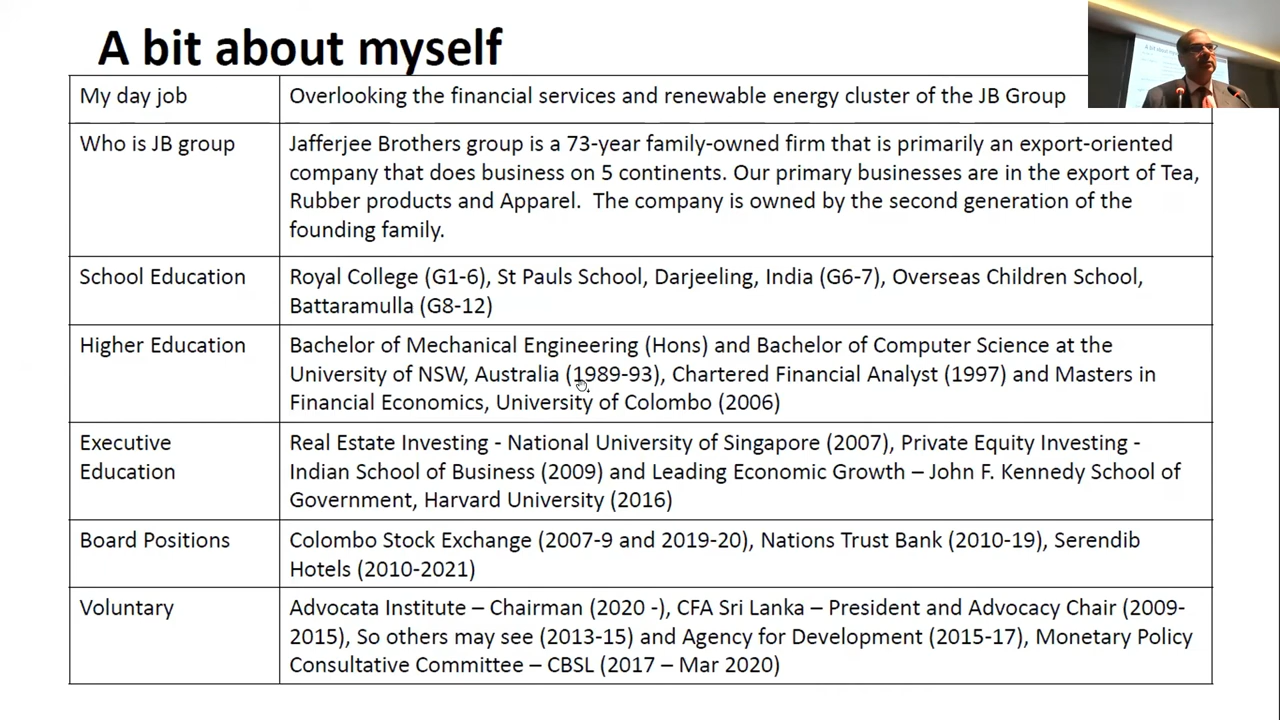 A bit about myself
My day job
Overlooking the financial services and renewable energy cluster of the JB Group
Who is JB group
Jafferjee Brothers group is a 73-year family-owned firm that is primarily an export-oriented
company that does business on 5 continents. Our primary businesses are in the export of Tea,
Rubber products and Apparel. The company is owned by the second generation of the
founding family.
School Education
Royal College (G1-6), St Pauls School, Darjeeling, India (G6-7), Overseas Children School,
Battaramulla (G8-12)
Higher Education
Bachelor of Mechanical Engineering (Hons) and Bachelor of Computer Science at the
University of NSW, Australia (1989-93), Chartered Financial Analyst (1997) and Masters in
Financial Economics, University of Colombo (2006)
Executive
Education
Real Estate Investing - National University of Singapore (2007), Private Equity Investing -
Indian School of Business (2009) and Leading Economic Growth – John F. Kennedy School of
Government, Harvard University (2016)
Board Positions
Colombo Stock Exchange (2007-9 and 2019-20), Nations Trust Bank (2010-19), Serendib
Hotels (2010-2021)
Voluntary
Advocata Institute – Chairman (2020 -), CFA Sri Lanka – President and Advocacy Chair (2009-
2015), So others may see (2013-15) and Agency for Development (2015-17), Monetary Policy
Consultative Committee – CBSL (2017 – Mar 2020)